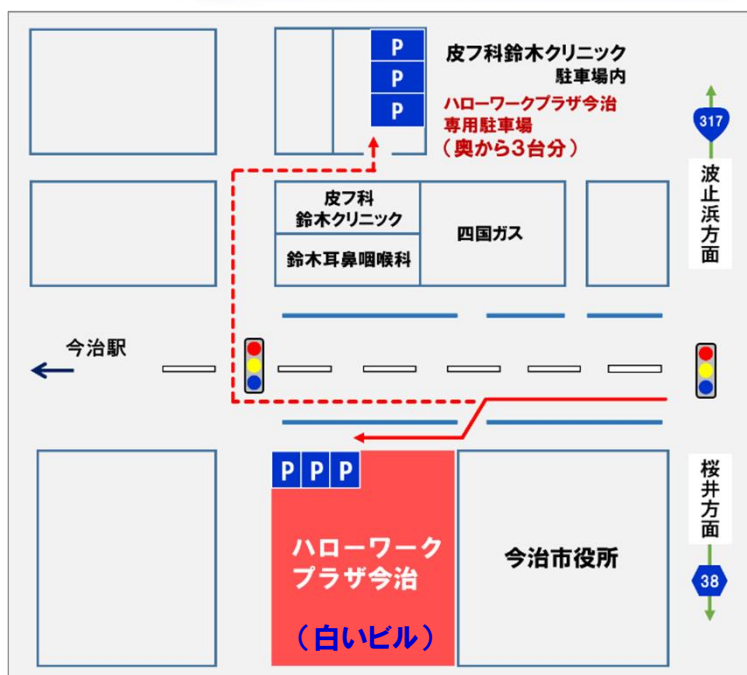 P
P
P
皮フ科鈴木クリニック
駐車場内
ハローワークプラザ今治
専用駐車場
（奥から３台分）
317
波止浜方面
皮フ科
鈴木クリニック
鈴木耳鼻咽喉科
四国ガス
今治駅
P P P
ハローワーク
プラザ今治
（白いビル）
今治市役所
桜井方面
38